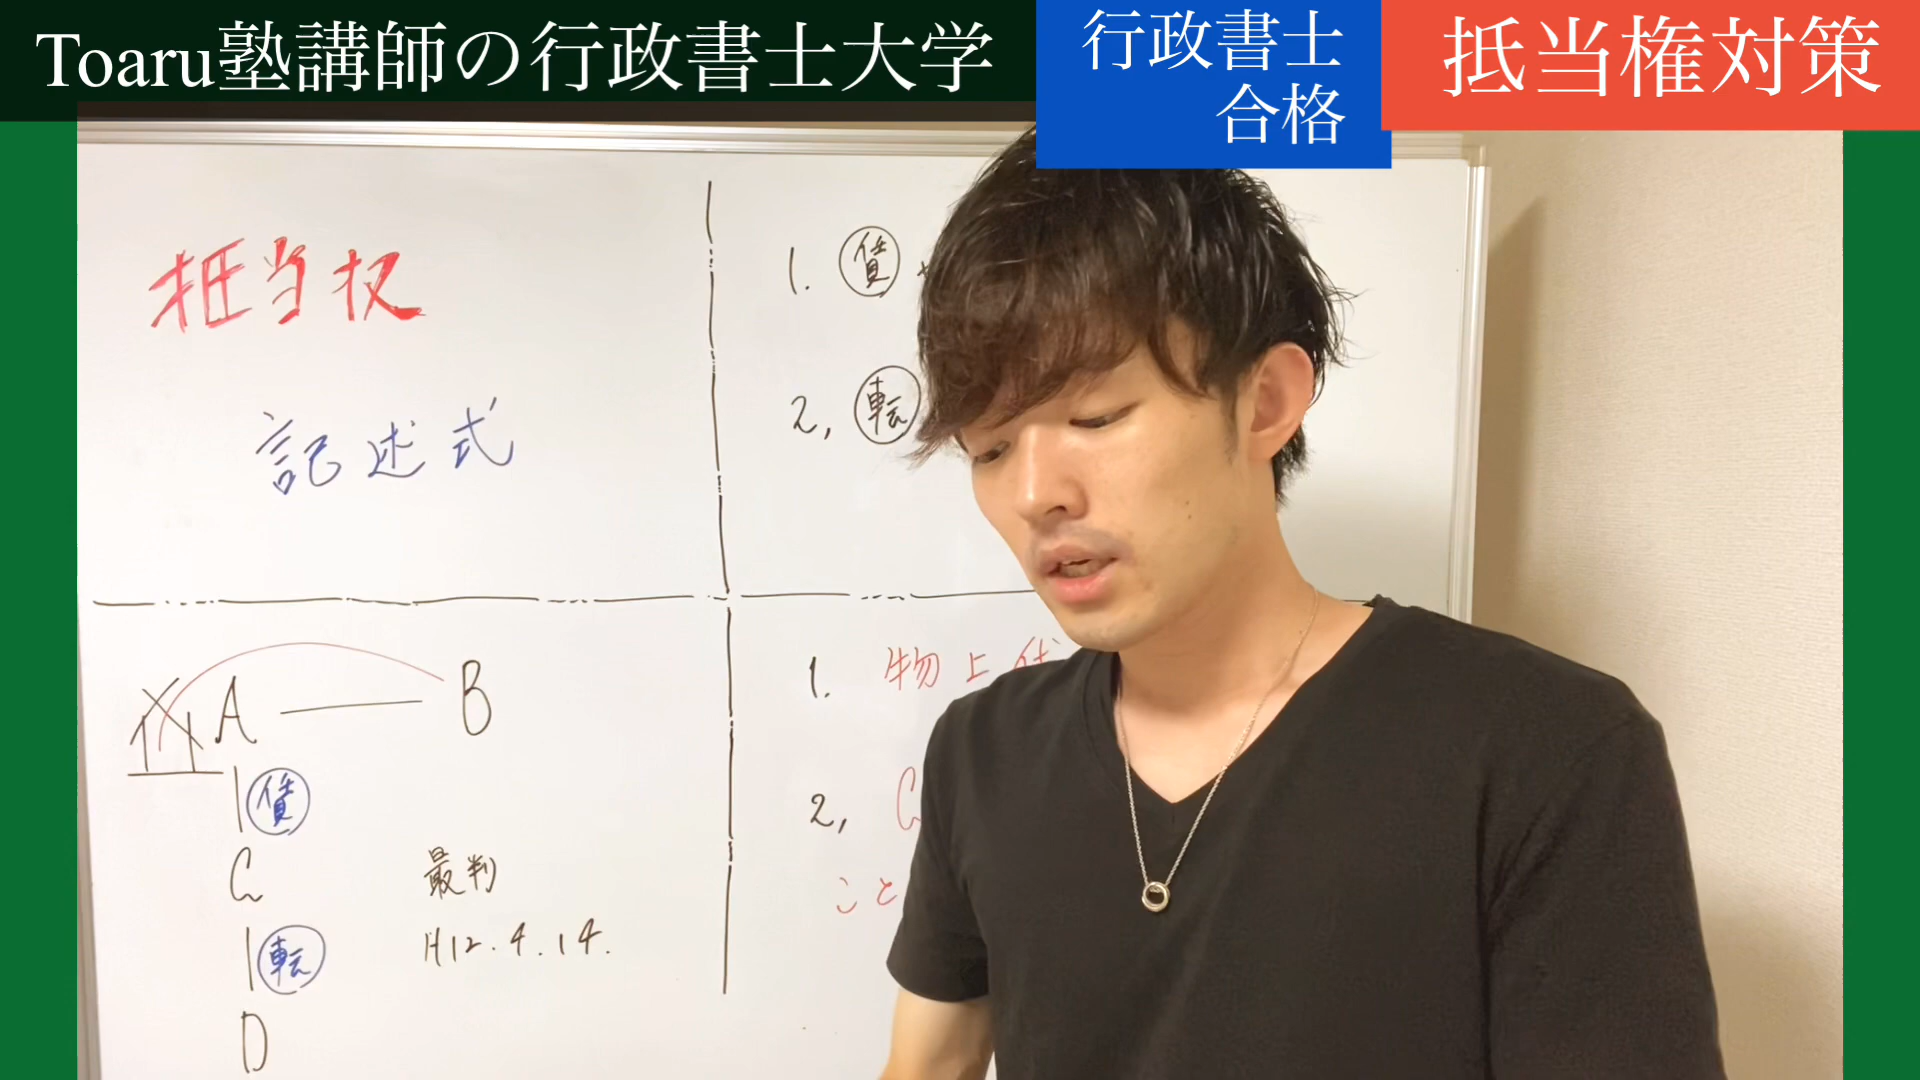 Toaru塾講師の行政書士大学
行政書士
合格
抵当権対策
抵当权
記述式
1. 賃
2, 転
A B
賃
C
転
D
最判
H12.4.14.
1. 物上代
2, C
こと